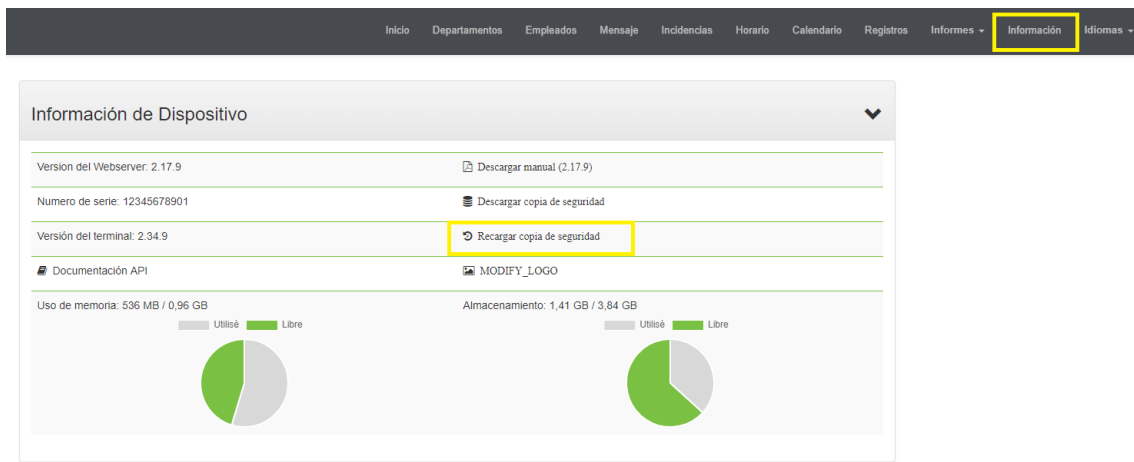 Inicio Departamentos Empleados Mensaje Incidencias Horario Calendario Registros Informes Información Idiomas
Información de Dispositivo
Version del Webserver: 2.17.9 Descargar manual (2.17.9)
Numero de serie: 12345678901 Descargar copia de seguridad
Versión del terminal: 2.34.9 Recargar copia de seguridad
Documentación API MODIFY_LOGO
Uso de memoria: 536 MB / 0,96 GB Almacenamiento: 1,41 GB / 3,84 GB
Utilisé Libre Utilisé Libre